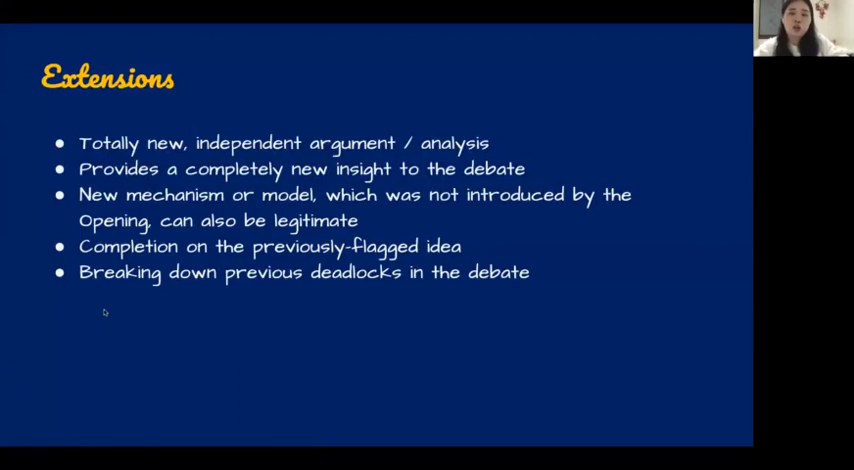 Extensions
● Totally new, independent argument / analysis
● Provides a completely new insight to the debate
● New mechanism or model, which was not introduced by the
Opening, can also be legitimate
● Completion on the previously-flagged idea
● Breaking down previous deadlocks in the debate